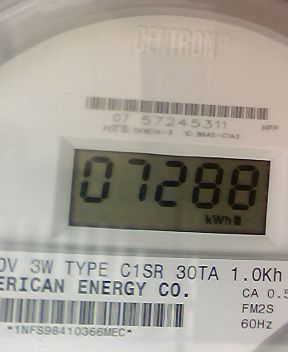 CENTRON®
07 57245311
HPP
07288
kWh
0V 3W TYPE C1SR 30TA 1.0Kh
ERICAN ENERGY CO.
CA 0.5
FM2S
60Hz
*1NFS98410366MEC*